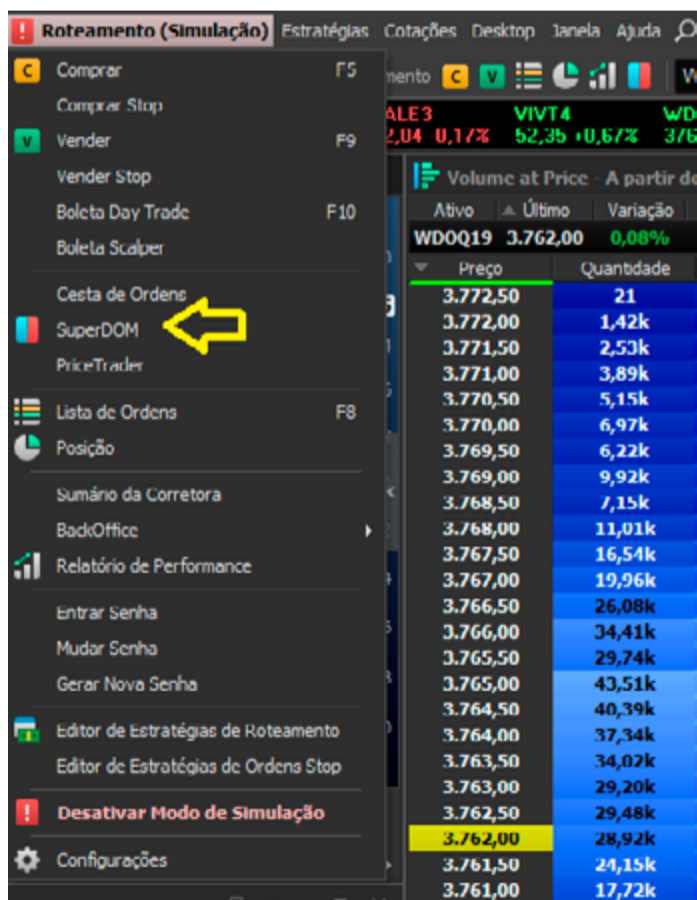 Roteamento (Simulação) Estratégias Cotações Desktop Janela Ajuda
C Comprar F5
Comprar Stop
V Vender F9
Vender Stop
Boleta Day Trade F10
Boleta Scalper
Cesta de Ordens
SuperDOM
PriceTrader
Lista de Ordens F8
Posição
Sumário da Corretora
BackOffice
Relatório de Performance
Entrar Senha
Mudar Senha
Gerar Nova Senha
Editor de Estratégias de Roteamento
Editor de Estratégias de Ordens Stop
Desativar Modo de Simulação
Configurações
C V
VIVT4
2,04 -0,17% 52,35 +0,67%
Volume at Price - A partir de
Ativo Último Variação
WDOQ19 3.762,00 0,08%
Preço Quantidade
3.772,50 21
3.772,00 1,42k
3.771,50 2,53k
3.771,00 3,89k
3.770,50 5,15k
3.770,00 6,97k
3.769,50 6,22k
3.769,00 9,92k
3.768,50 7,15k
3.768,00 11,01k
3.767,50 16,54k
3.767,00 19,96k
3.766,50 26,08k
3.766,00 34,41k
3.765,50 29,74k
3.765,00 43,51k
3.764,50 40,39k
3.764,00 37,34k
3.763,50 34,02k
3.763,00 29,20k
3.762,50 29,48k
3.762,00 28,92k
3.761,50 24,15k
3.761,00 17,72k